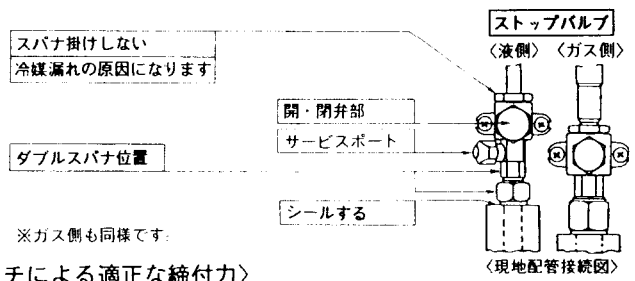 ストップバルブ
〈液側〉 〈ガス側〉
スパナ掛けしない
冷媒漏れの原因になります
開・閉弁部
サービスポート
ダブルスパナ位置
シールする
※ガス側も同様です。
〈現地配管接続図〉
チによる適正な締付力〉